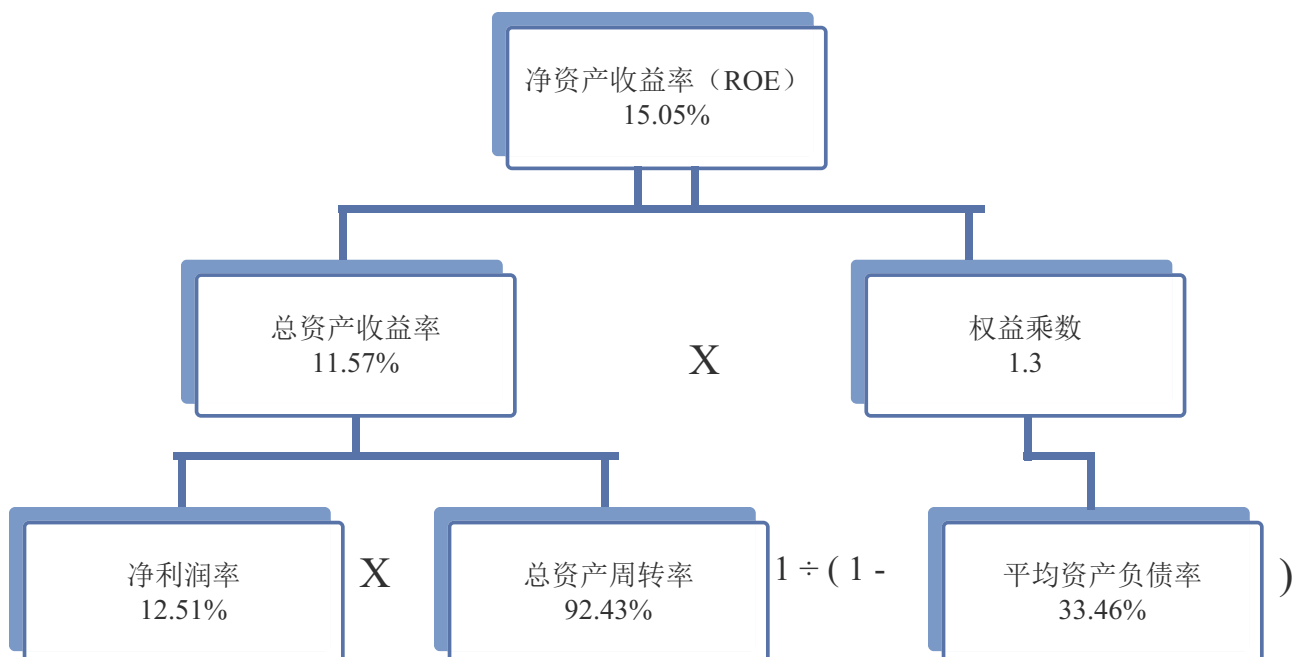 净资产收益率（ROE）
15.05%
总资产收益率
11.57%
X
权益乘数
1.3
净利润率
12.51%
X
总资产周转率
92.43%
1 ÷ ( 1 -
平均资产负债率
33.46%
)